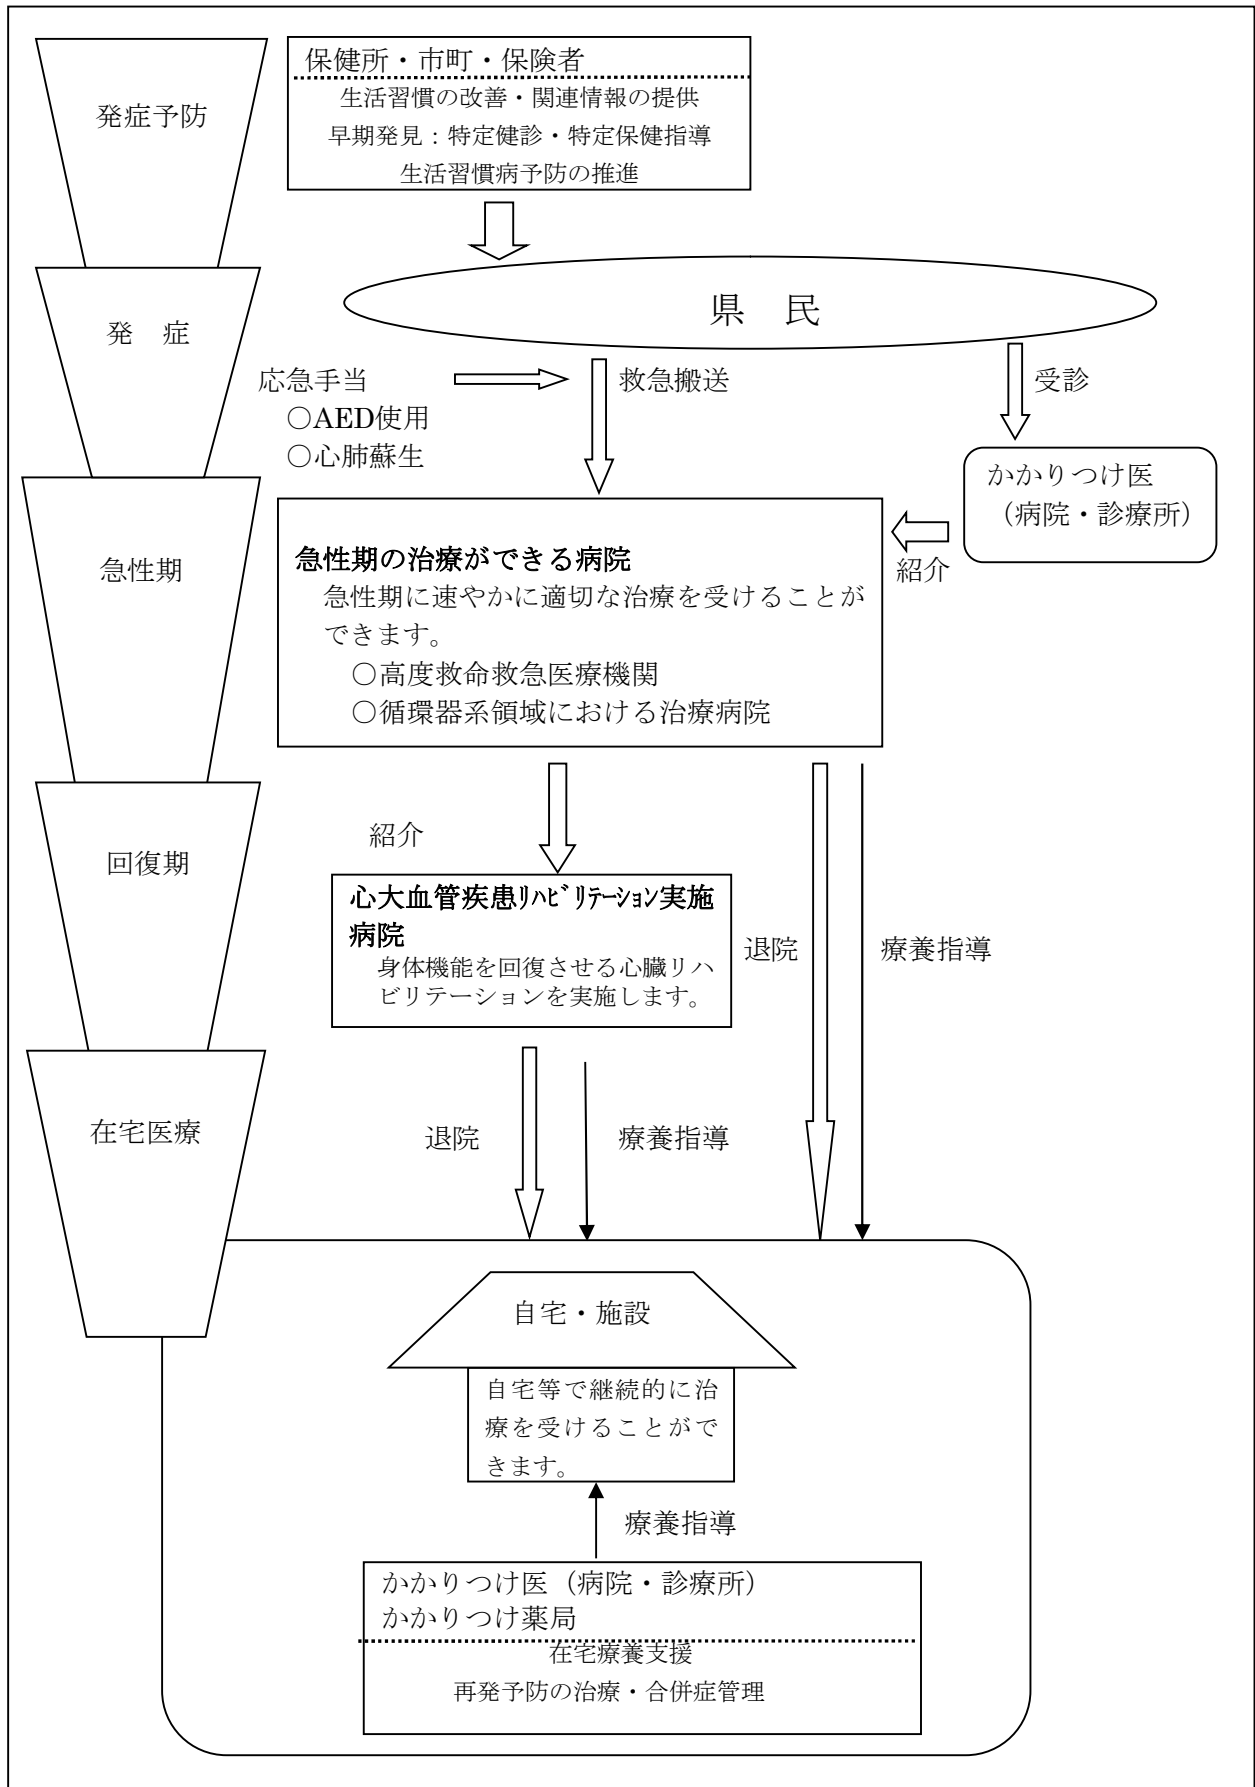 発症予防
保健所・市町・保険者
生活習慣の改善・関連情報の提供
早期発見：特定健診・特定保健指導
生活習慣病予防の推進
県　民
発　症
応急手当
○AED使用
○心肺蘇生
救急搬送
受診
かかりつけ医
（病院・診療所）
紹介
急性期
急性期の治療ができる病院
急性期に速やかに適切な治療を受けることが
できます。
○高度救命救急医療機関
○循環器系領域における治療病院
回復期
紹介
心大血管疾患ﾘﾊﾋﾞﾘﾃｰｼｮﾝ実施
病院
身体機能を回復させる心臓リハ
ビリテーションを実施します。
退院
療養指導
在宅医療
退院
療養指導
自宅・施設
自宅等で継続的に治
療を受けることがで
きます。
療養指導
かかりつけ医（病院・診療所）
かかりつけ薬局
在宅療養支援
再発予防の治療・合併症管理